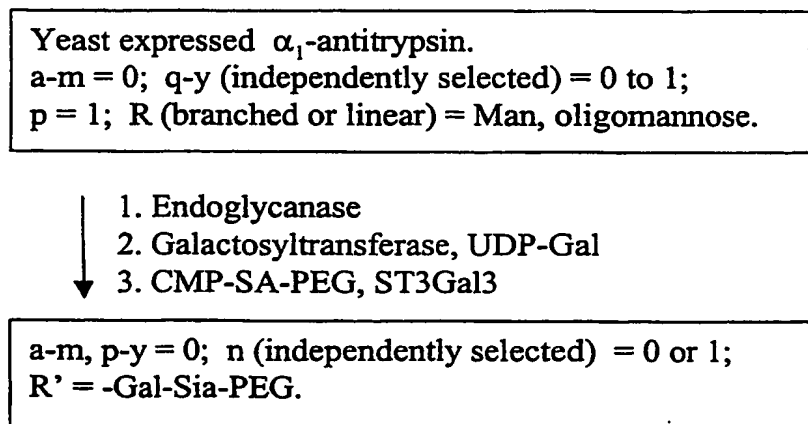 Yeast expressed α₁-antitrypsin.
a-m = 0; q-y (independently selected) = 0 to 1;
p = 1; R (branched or linear) = Man, oligomannose.
1. Endoglycanase
2. Galactosyltransferase, UDP-Gal
3. CMP-SA-PEG, ST3Gal3
a-m, p-y = 0; n (independently selected) = 0 or 1;
R' = -Gal-Sia-PEG.